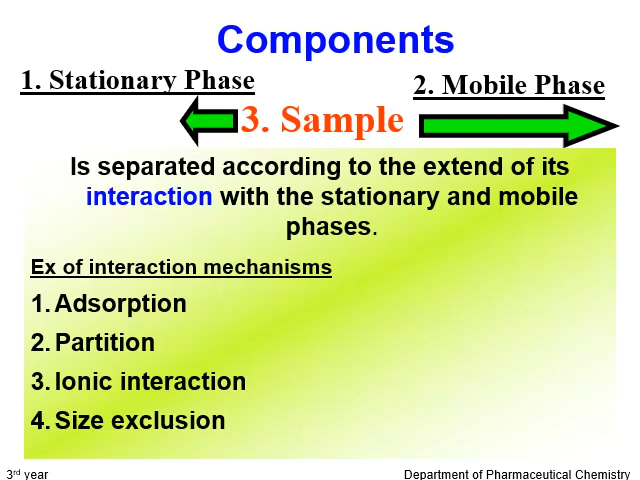 Components
1. Stationary Phase
2. Mobile Phase
3. Sample
Is separated according to the extend of its
interaction with the stationary and mobile
phases.
Ex of interaction mechanisms
1. Adsorption
2. Partition
3. Ionic interaction
4. Size exclusion
3rd year
Department of Pharmaceutical Chemistry